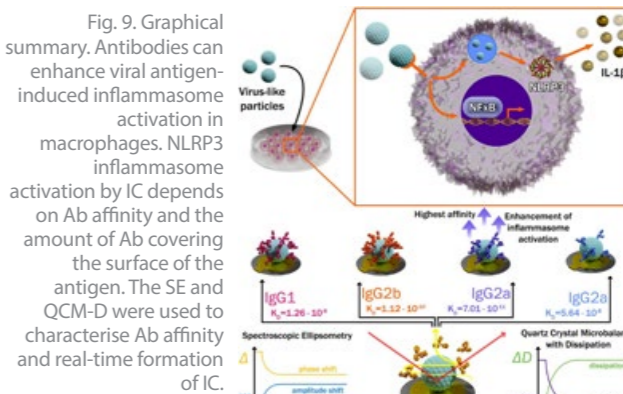 Fig. 9. Graphical
summary. Antibodies can
enhance viral antigen-
induced inflammasome
activation in
macrophages. NLRP3
inflammasome
activation by IC depends
on Ab affinity and the
amount of Ab covering
the surface of the
antigen. The SE and
QCM-D were used to
characterise Ab affinity
and real-time formation
of IC.
Virus-like
particles
NLRP3
IL-1β
NFκB
Highest affinity
Enhancement of
inflammasome
activation
IgG1
IgG2b
IgG2a
IgG2a
Spectroscopic Ellipsometry
Δ
phase shift
amplitude shift
Quartz Crystal Microbalance
with Dissipation
ΔD
dissipation